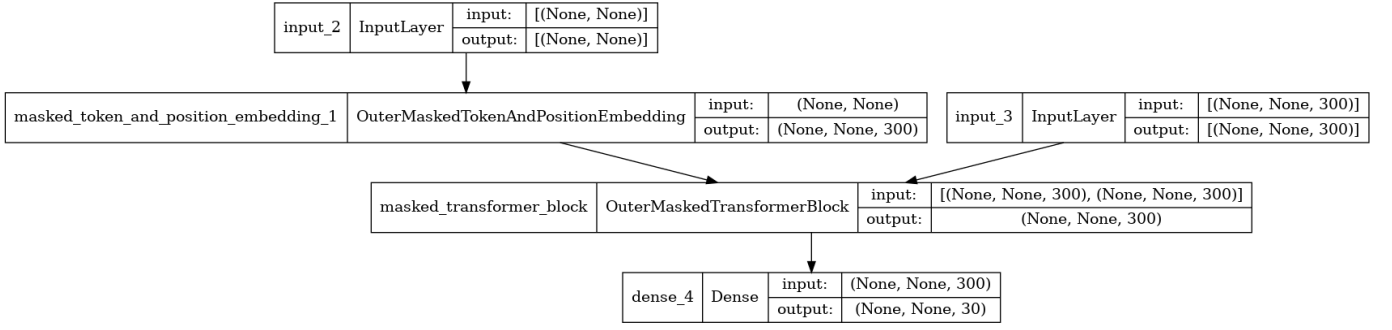 input_2 InputLayer input: [(None, None)]
output: [(None, None)]
masked_token_and_position_embedding_1 OuterMaskedTokenAndPositionEmbedding input: (None, None)
output: (None, None, 300)
input_3 InputLayer input: [(None, None, 300)]
output: [(None, None, 300)]
masked_transformer_block OuterMaskedTransformerBlock input: [(None, None, 300), (None, None, 300)]
output: (None, None, 300)
dense_4 Dense input: (None, None, 300)
output: (None, None, 30)